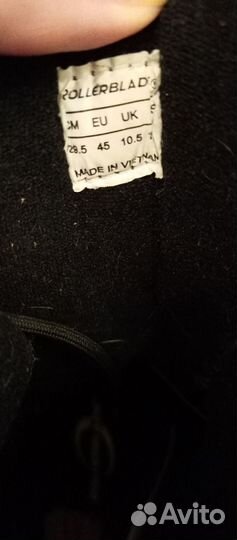 ROLLERBLAD
CM EU UK
29.5 45 10.5
MADE IN VIETNAM
Avito